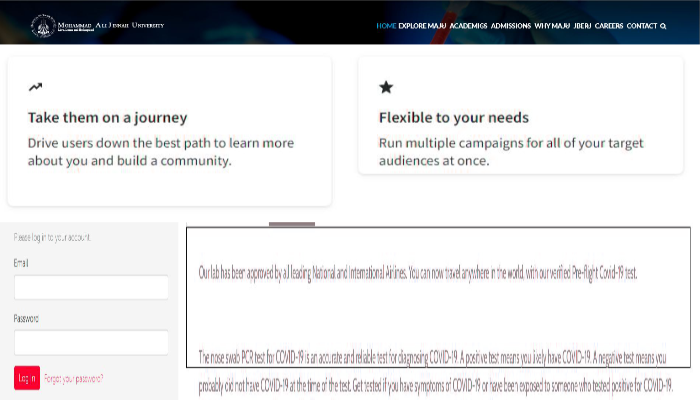 Mohammad Ali Jinnah University
HOME EXPLORE MAJU ACADEMICS ADMISSIONS WHY MAJU JBERJ CAREERS CONTACT
Take them on a journey
Drive users down the best path to learn more
about you and build a community.
Flexible to your needs
Run multiple campaigns for all of your target
audiences at once.
Please log in to your account.
Email
Password
Log in Forgot your password?
Our lab has been approved by all leading National and International Airlines. You can now travel anywhere in the world, with our verified Pre-flight Covid-19 test.
The nose swab PCR test for COVID-19 is an accurate and reliable test for diagnosing COVID-19. A positive test means you likely have COVID-19. A negative test means you
probably did not have COVID-19 at the time of the test. Get tested if you have symptoms of COVID-19 or have been exposed to someone who tested positive for COVID-19.